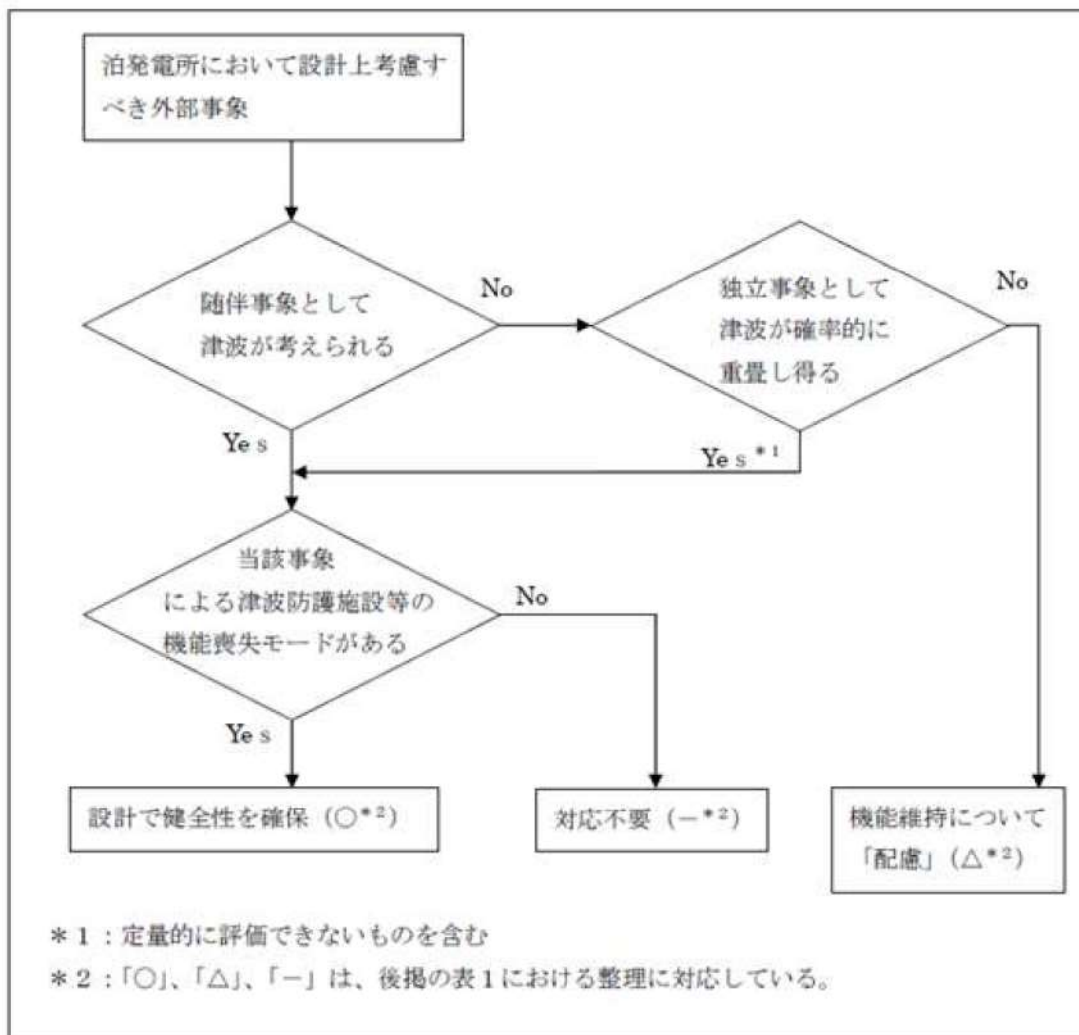 泊発電所において設計上考慮す
べき外部事象
随伴事象として
津波が考えられる
No
独立事象として
津波が確率的に
重畳し得る
No
Yes
Yes*1
当該事象
による津波防護施設等の
機能喪失モードがある
No
Yes
設計で健全性を確保(○*2)
対応不要(-*2)
機能維持について
「配慮」(△*2)
*1:定量的に評価できないものを含む
*2:「○」、「△」、「-」は、後掲の表1における整理に対応している。